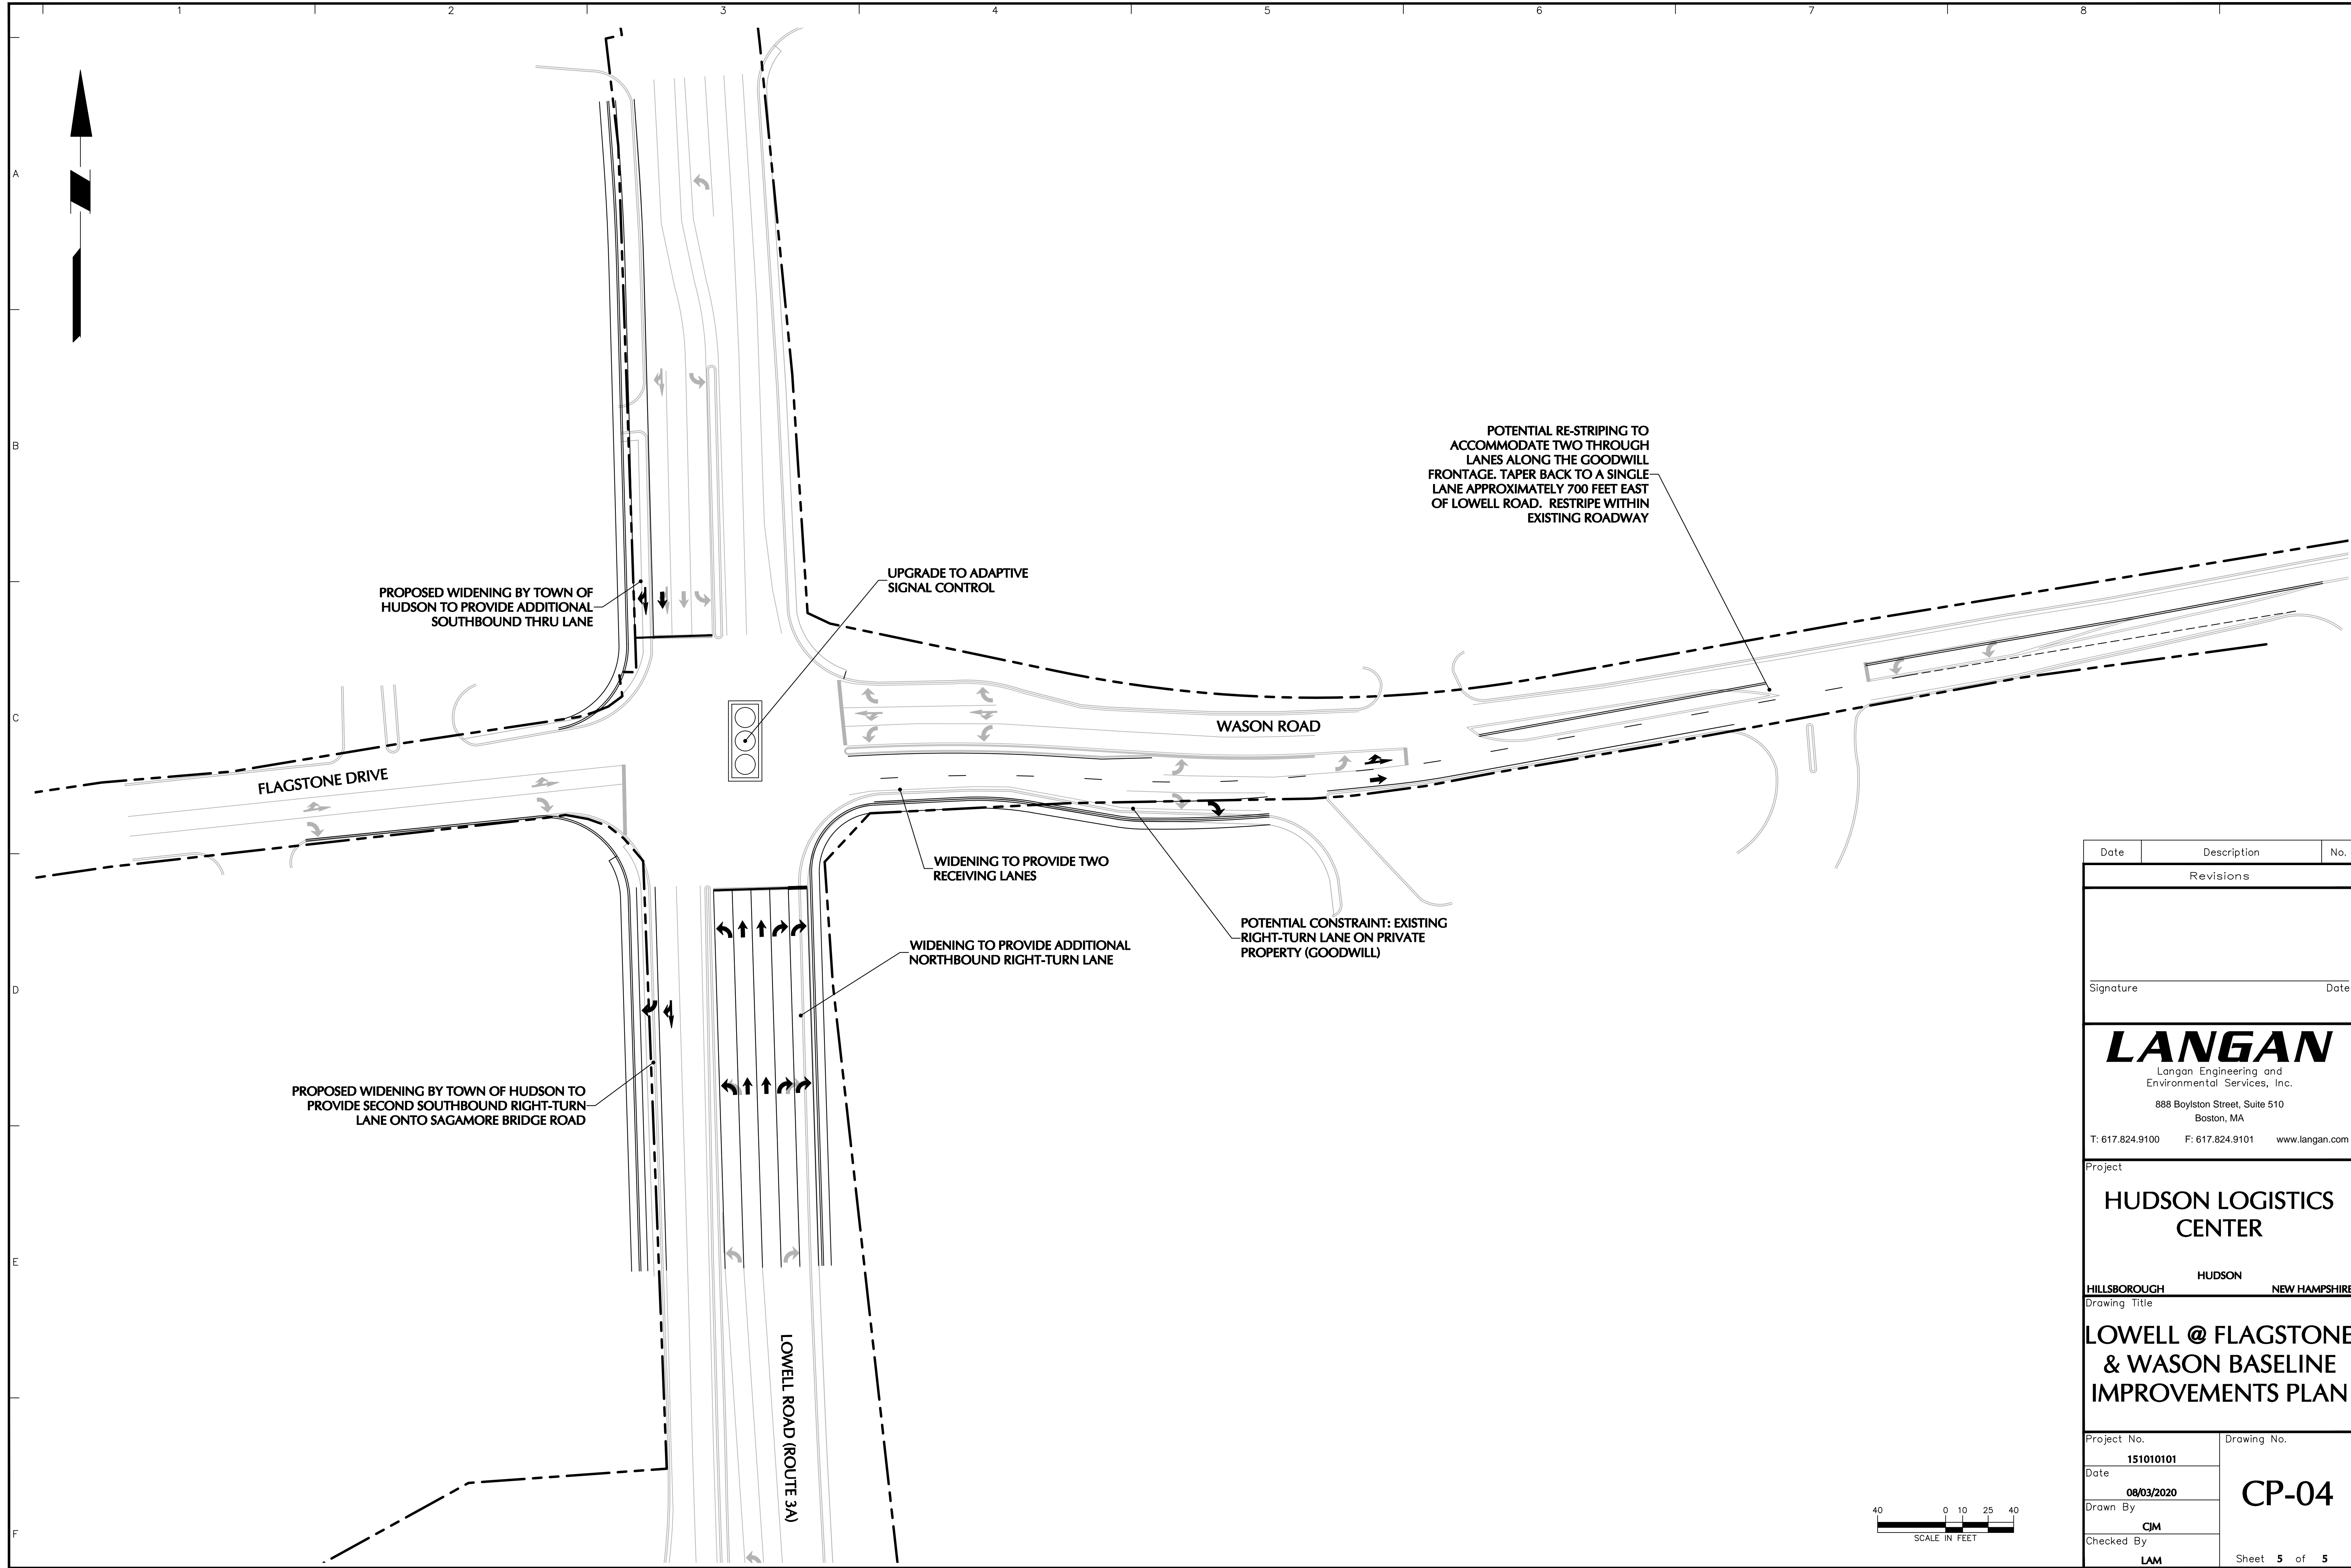 1 2 3 4 5 6 7 8
A
B
C
D
E
F
POTENTIAL RE-STRIPING TO
ACCOMMODATE TWO THROUGH
LANES ALONG THE GOODWILL
FRONTAGE. TAPER BACK TO A SINGLE
LANE APPROXIMATELY 700 FEET EAST
OF LOWELL ROAD. RESTRIPE WITHIN
EXISTING ROADWAY
UPGRADE TO ADAPTIVE
SIGNAL CONTROL
PROPOSED WIDENING BY TOWN OF
HUDSON TO PROVIDE ADDITIONAL
SOUTHBOUND THRU LANE
WASON ROAD
FLAGSTONE DRIVE
WIDENING TO PROVIDE TWO
RECEIVING LANES
POTENTIAL CONSTRAINT: EXISTING
RIGHT-TURN LANE ON PRIVATE
PROPERTY (GOODWILL)
WIDENING TO PROVIDE ADDITIONAL
NORTHBOUND RIGHT-TURN LANE
PROPOSED WIDENING BY TOWN OF HUDSON TO
PROVIDE SECOND SOUTHBOUND RIGHT-TURN
LANE ONTO SAGAMORE BRIDGE ROAD
LOWELL ROAD (ROUTE 3A)
40 0 10 25 40
SCALE IN FEET
Date Description No.
Revisions
Signature Date
LANGAN
Langan Engineering and
Environmental Services, Inc.
888 Boylston Street, Suite 510
Boston, MA
T: 617.824.9100 F: 617.824.9101 www.langan.com
Project
HUDSON LOGISTICS
CENTER
HUDSON
HILLSBOROUGH NEW HAMPSHIRE
Drawing Title
LOWELL @ FLAGSTONE
& WASON BASELINE
IMPROVEMENTS PLAN
Project No.
151010101
Date
08/03/2020
Drawn By
CJM
Checked By
LAM
Drawing No.
CP-04
Sheet 5 of 5